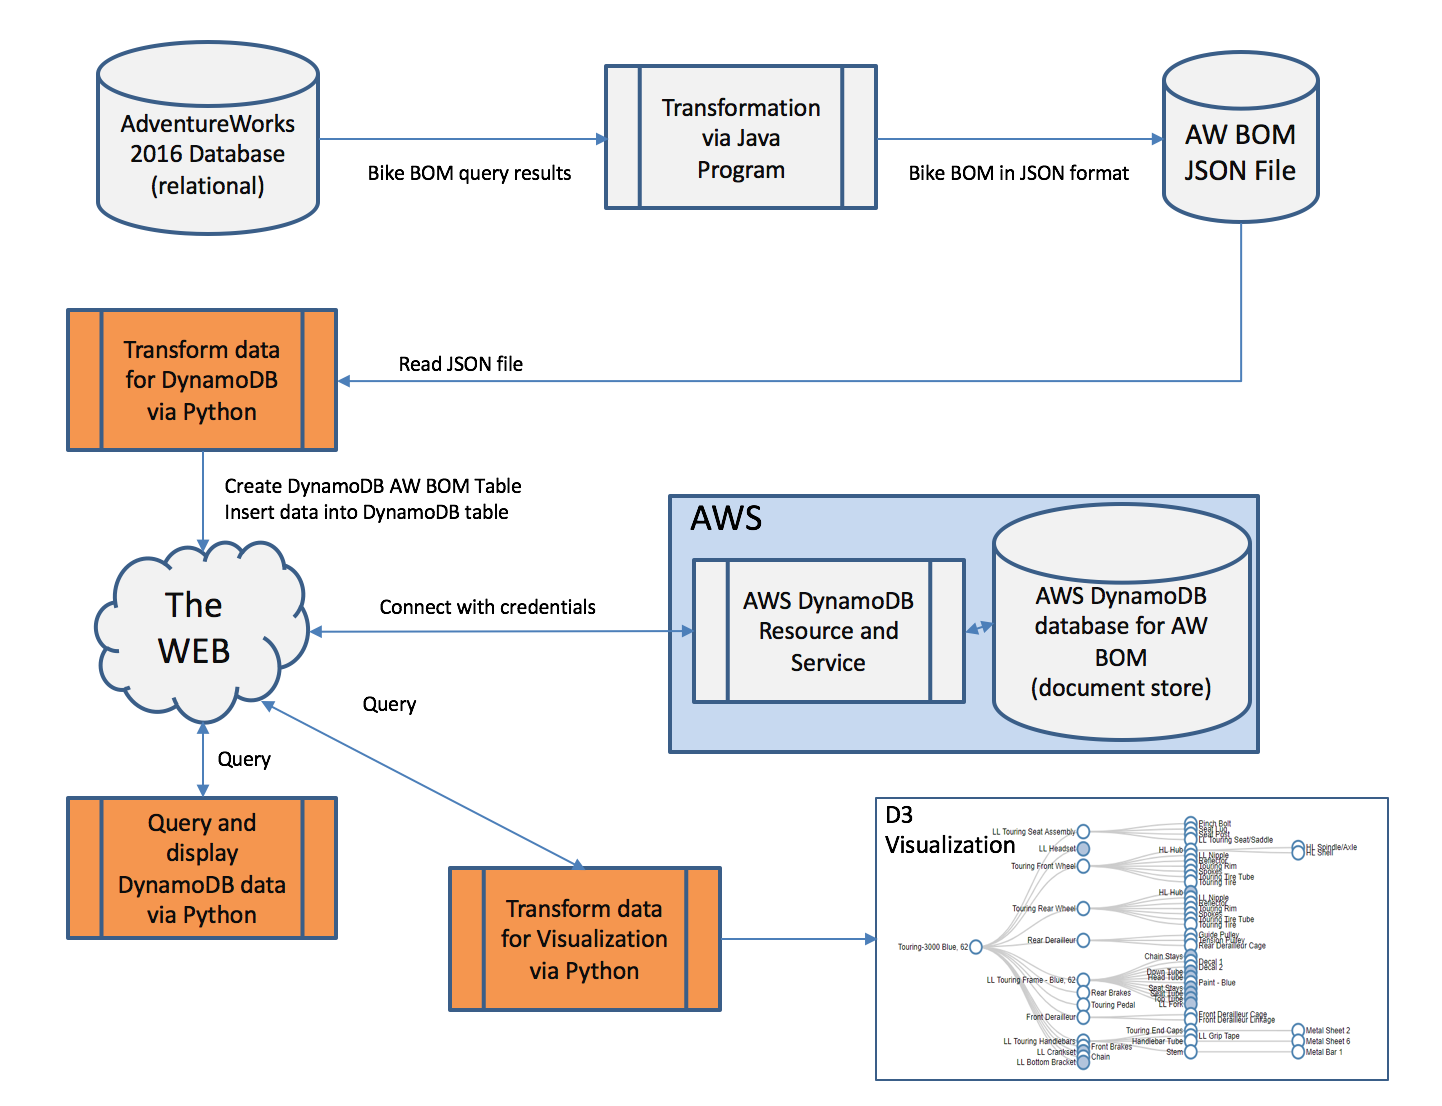 AdventureWorks
2016 Database
(relational)
Bike BOM query results
Transformation
via Java
Program
Bike BOM in JSON format
AW BOM
JSON File
Transform data
for DynamoDB
via Python
Read JSON file
Create DynamoDB AW BOM Table
Insert data into DynamoDB table
The
WEB
Connect with credentials
AWS
AWS DynamoDB
Resource and
Service
AWS DynamoDB
database for AW
BOM
(document store)
Query
Query
Query and
display
DynamoDB data
via Python
Transform data
for Visualization
via Python
D3
Visualization
Touring-3000 Blue, 62
LL Touring Seat Assembly
LL Headset
Touring Front Wheel
Touring Rear Wheel
Rear Derailleur
LL Touring Frame - Blue, 62
Rear Brakes
Touring Pedal
Front Derailleur
LL Touring Handlebars
Front Brakes
LL Crankset
Chain
LL Bottom Bracket
Pinch Bolt
Seat Lug
Seat Post
LL Touring Seat/Saddle
HL Hub
LL Nipple
Reflector
Touring Rim
Spokes
Touring Tire Tube
Touring Tire
HL Spindle/Axle
HL Shell
HL Hub
LL Nipple
Reflector
Touring Rim
Spokes
Touring Tire Tube
Touring Tire
Guide Pulley
Tension Pulley
Rear Derailleur Cage
Chain Stays
Decal 1
Decal 2
Down Tube
Head Tube
Paint - Blue
Seat Stays
Seat Tube
Top Tube
LL Fork
Front Derailleur Cage
Front Derailleur Linkage
Touring End Caps
LL Grip Tape
Handlebar Tube
Stem
Metal Sheet 2
Metal Sheet 6
Metal Bar 1